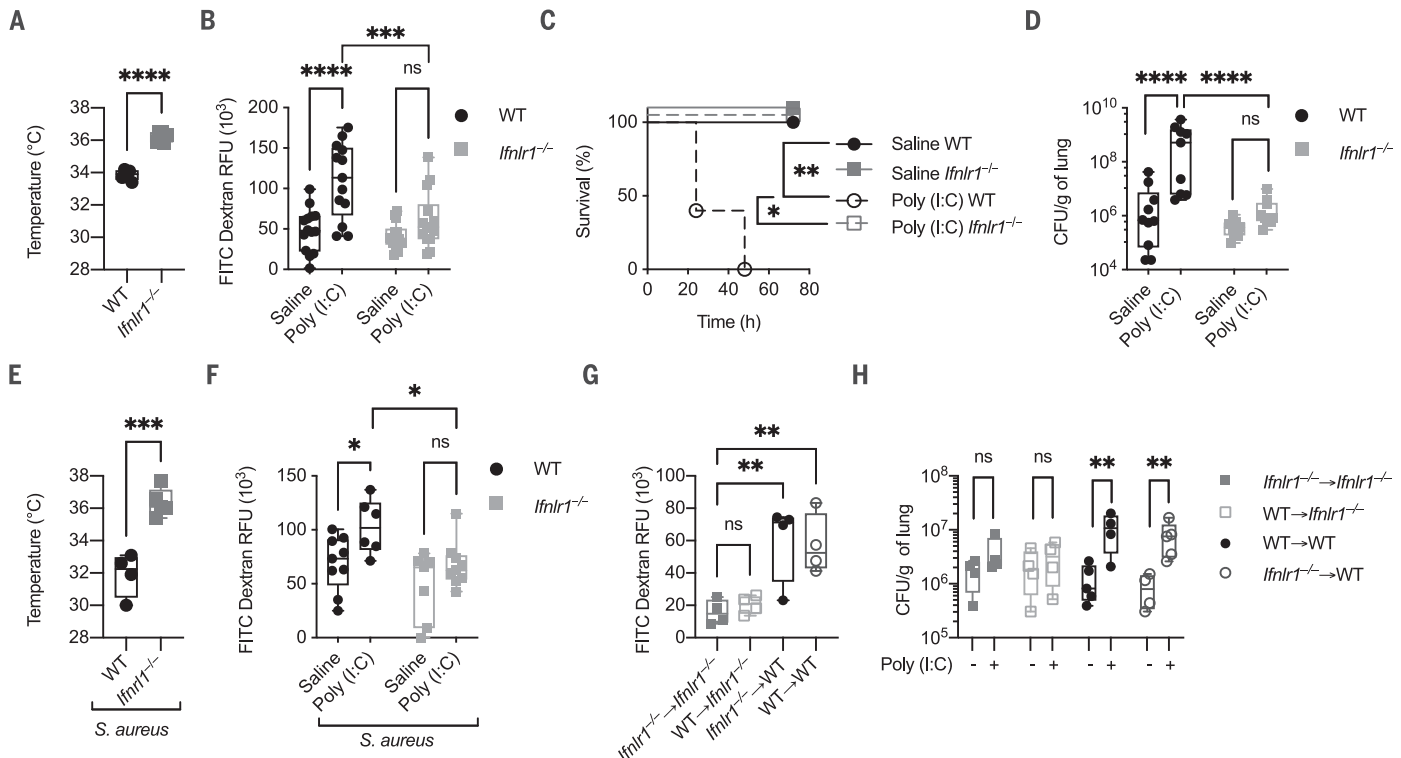 A
****
Temperature (°C)
38
36
34
32
30
28
WT
Ifnlr1⁻/⁻
B
***
****
ns
FITC Dextran RFU (10³)
200
150
100
50
0
Saline
Poly (I:C)
Saline
Poly (I:C)
WT
Ifnlr1⁻/⁻
C
Survival (%)
100
50
0
0 20 40 60 80
Time (h)
Saline WT
Saline Ifnlr1⁻/⁻
Poly (I:C) WT
Poly (I:C) Ifnlr1⁻/⁻
**
*
D
**** ****
ns
CFU/g of lung
10¹⁰
10⁸
10⁶
10⁴
Saline
Poly (I:C)
Saline
Poly (I:C)
WT
Ifnlr1⁻/⁻
E
***
Temperature (°C)
38
36
34
32
30
28
WT
Ifnlr1⁻/⁻
S. aureus
F
*
*
ns
FITC Dextran RFU (10³)
150
100
50
0
Saline
Poly (I:C)
Saline
Poly (I:C)
S. aureus
WT
Ifnlr1⁻/⁻
G
**
**
ns
FITC Dextran RFU (10³)
100
80
60
40
20
0
Ifnlr1⁻/⁻→Ifnlr1⁻/⁻
WT→Ifnlr1⁻/⁻
Ifnlr1⁻/⁻→WT
WT→WT
H
ns ns ** **
CFU/g of lung
10⁸
10⁷
10⁶
10⁵
Poly (I:C) - + - + - + - +
Ifnlr1⁻/⁻→Ifnlr1⁻/⁻
WT→Ifnlr1⁻/⁻
WT→WT
Ifnlr1⁻/⁻→WT